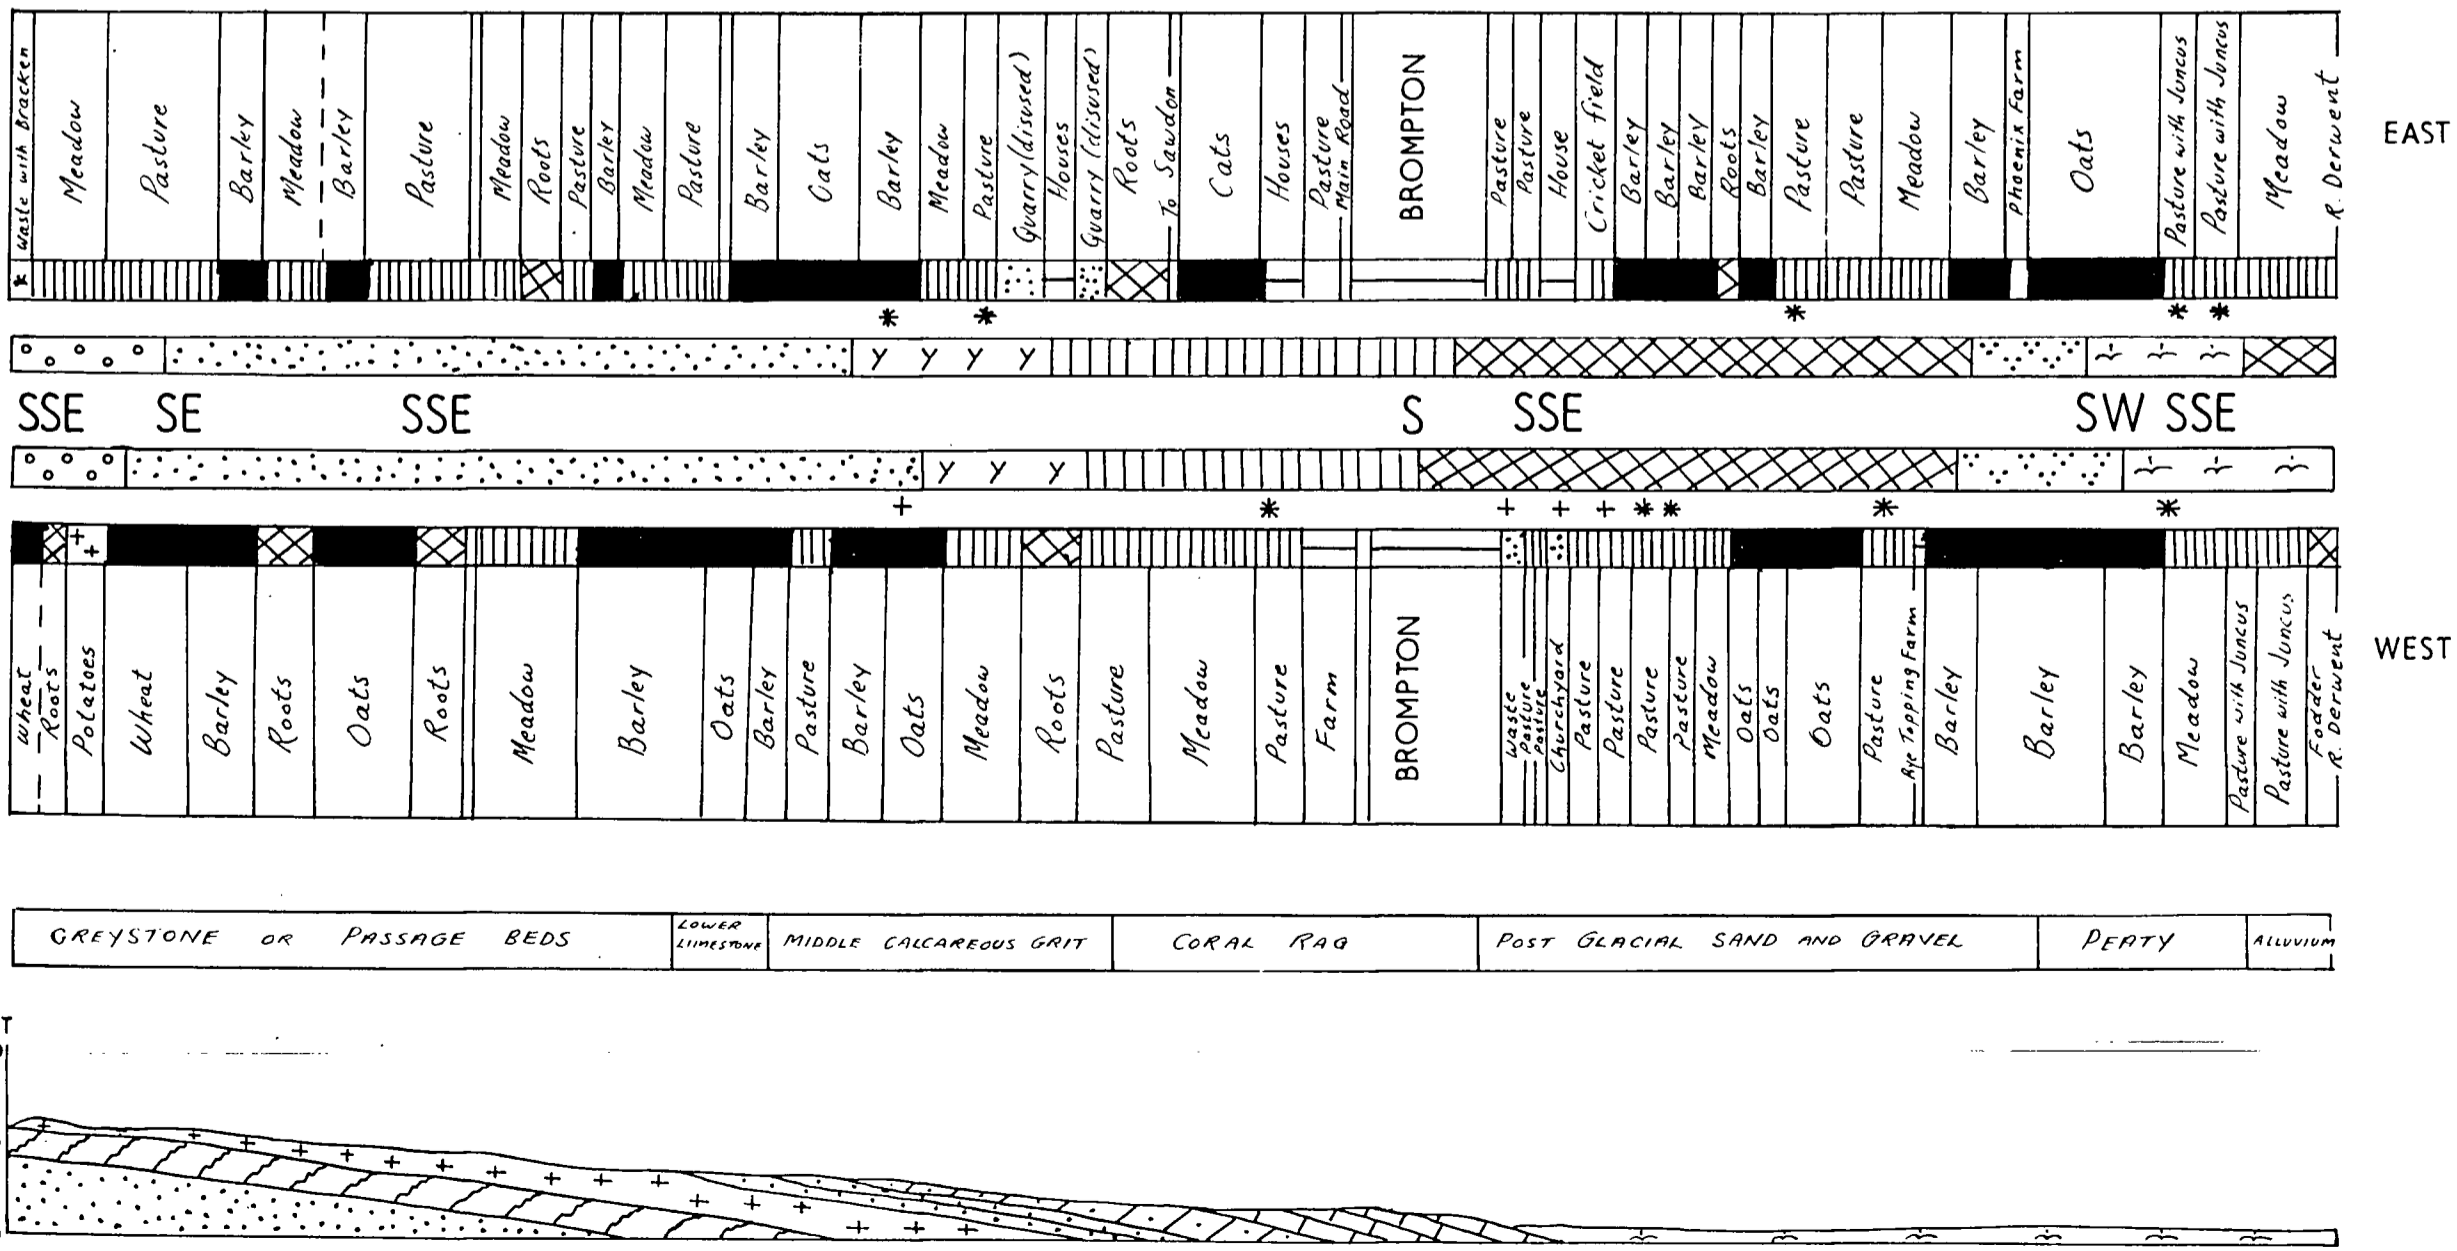 Waste with Bracken
Meadow
Pasture
Barley
Meadow
Barley
Pasture
Meadow
Roots
Pasture
Barley
Meadow
Pasture
Barley
Oats
Barley
Meadow
Pasture
Quarry (disused)
Houses
Quarry (disused)
Roots
To Sawdon
Oats
Houses
Pasture
Main Road
BROMPTON
Pasture
Pasture
House
Cricket field
Barley
Barley
Barley
Roots
Barley
Pasture
Pasture
Meadow
Barley
Phoenix Farm
Oats
Pasture with Juncus
Pasture with Juncus
Meadow
R. Derwent
EAST
SSE SE SSE S SSE SW SSE
Wheat
Roots
Potatoes
Wheat
Barley
Roots
Oats
Roots
Meadow
Barley
Oats
Barley
Pasture
Barley
Oats
Meadow
Roots
Pasture
Meadow
Pasture
Farm
BROMPTON
Waste
Pasture
Pasture
Churchyard
Pasture
Pasture
Pasture
Pasture
Meadow
Oats
Oats
Oats
Pasture
Rye Topping Farm
Barley
Barley
Barley
Meadow
Pasture with Juncus
Pasture with Juncus
Fodder
R. Derwent
WEST
GREYSTONE OR PASSAGE BEDS
LOWER
LIIMESTONE
MIDDLE CALCAREOUS GRIT
CORAL RAG
POST GLACIAL SAND AND GRAVEL
PEATY
ALLUVIUM